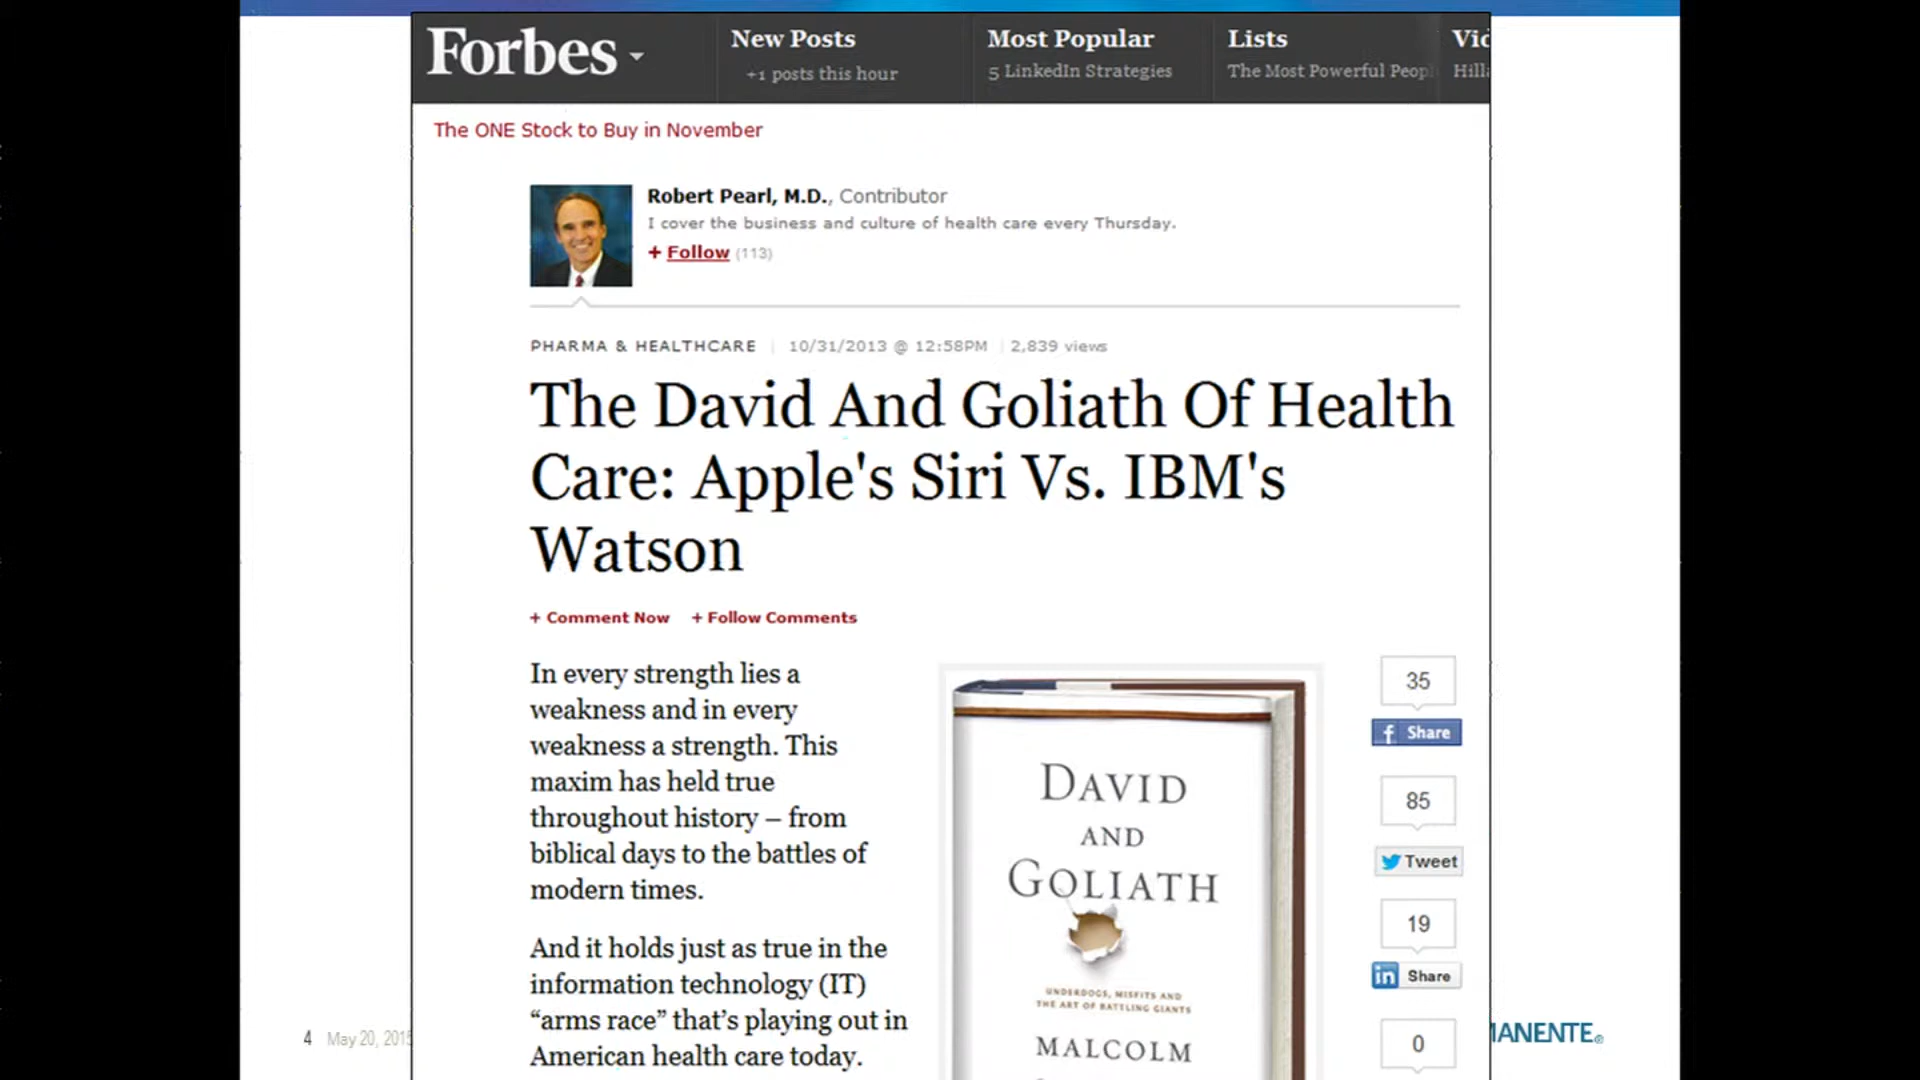 Forbes
New Posts
+1 posts this hour
Most Popular
5 LinkedIn Strategies
Lists
The Most Powerful Peopl
Vid
Hilla
The ONE Stock to Buy in November
Robert Pearl, M.D., Contributor
I cover the business and culture of health care every Thursday.
+ Follow (113)
PHARMA & HEALTHCARE | 10/31/2013 @ 12:58PM | 2,839 views
The David And Goliath Of Health
Care: Apple's Siri Vs. IBM's
Watson
+ Comment Now + Follow Comments
In every strength lies a
weakness and in every
weakness a strength. This
maxim has held true
throughout history – from
biblical days to the battles of
modern times.
And it holds just as true in the
information technology (IT)
“arms race” that’s playing out in
American health care today.
DAVID
AND
GOLIATH
UNDERDOGS, MISFITS AND
THE ART OF BATTLING GIANTS
MALCOLM
35
f Share
85
Tweet
19
in Share
0
4 May 20, 2015
MANENTE®